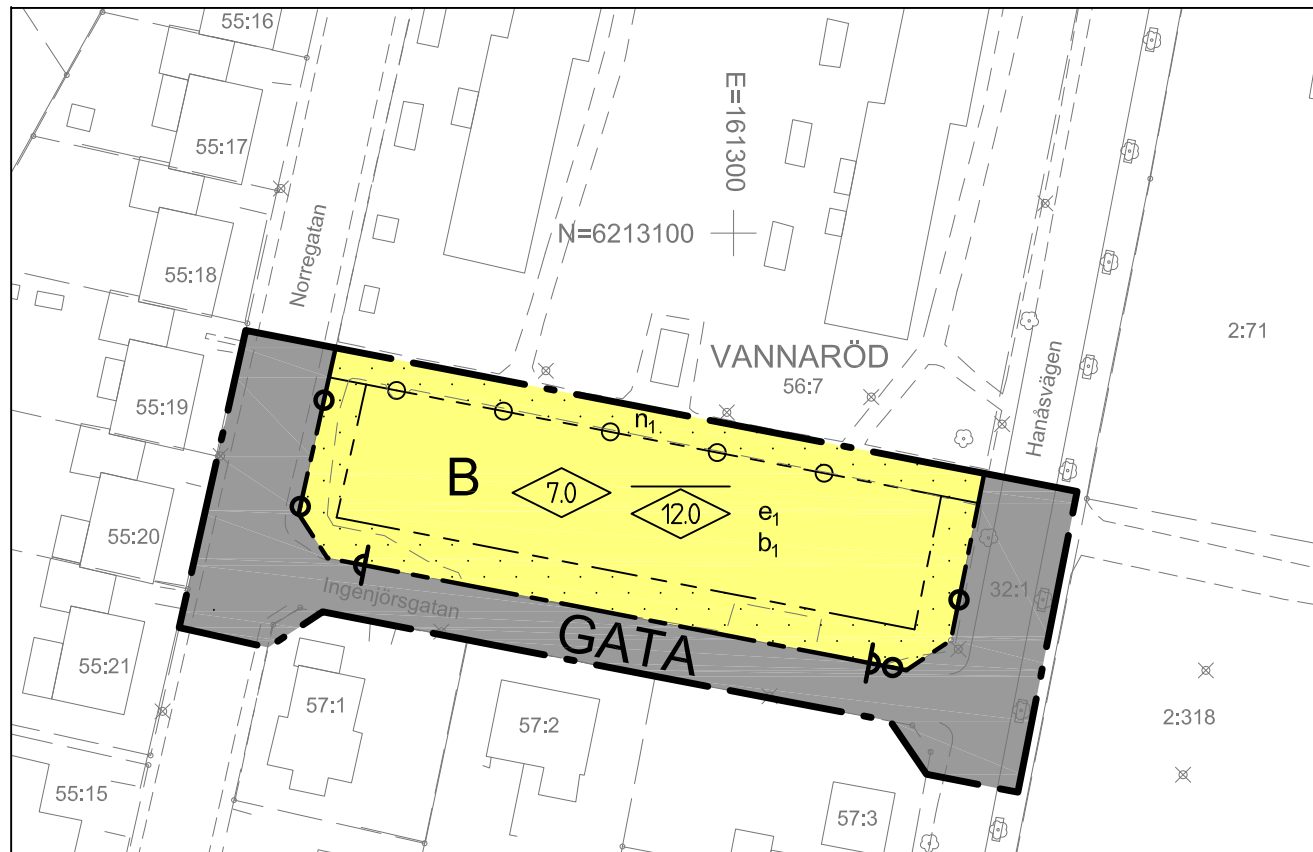 55:16
55:17
E=161300
Norregatan
N=6213100
55:18
Hanåsvägen
2:71
VANNARÖD
56:7
55:19
n1
B
7.0
12.0
e1
b1
55:20
Ingenjörsgatan
32:1
GATA
55:21
57:1
57:2
2:318
55:15
57:3